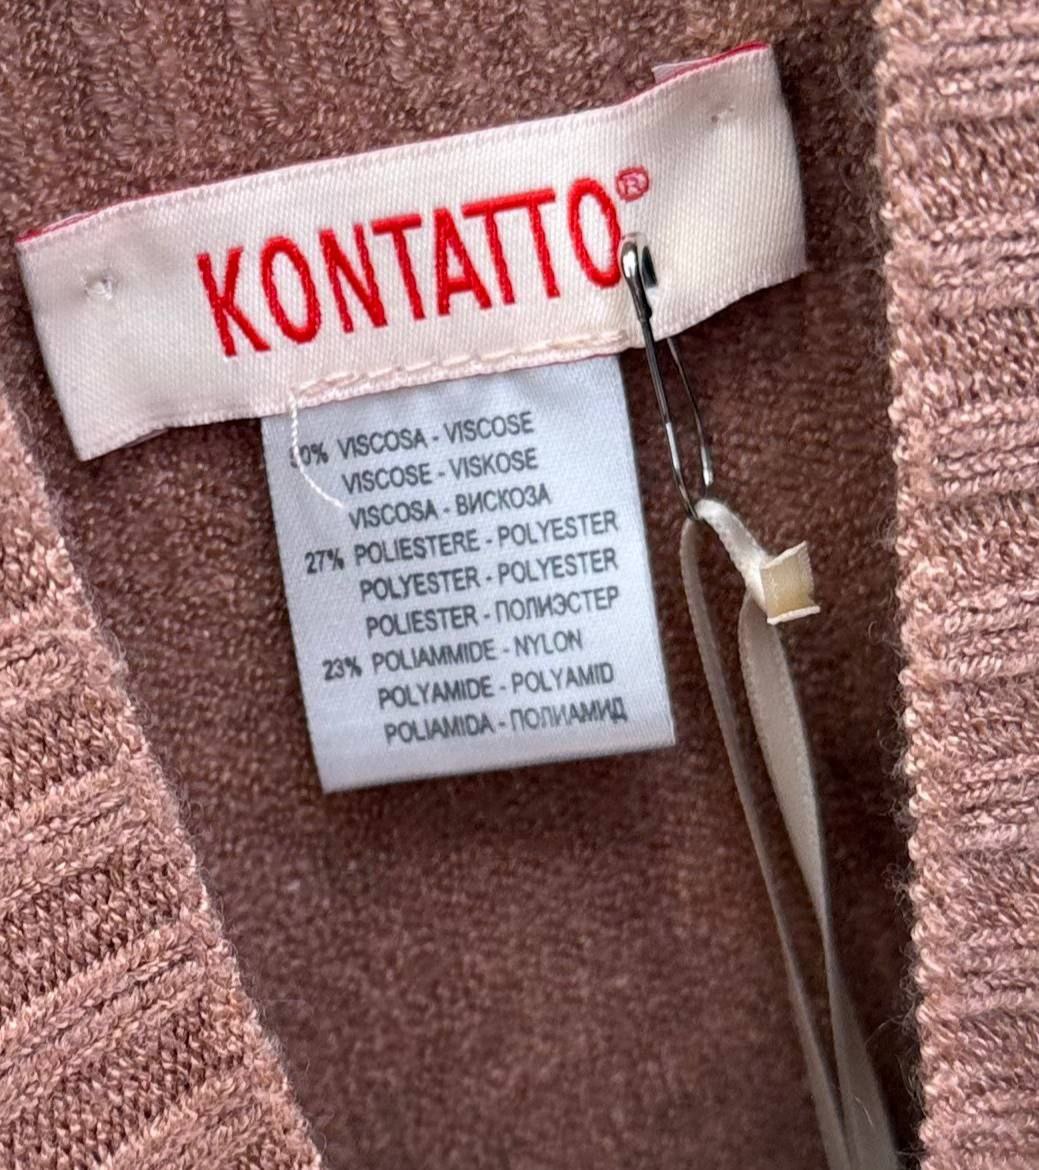 KONTATTO®
50% VISCOSA - VISCOSE
VISCOSE - VISKOSE
VISCOSA - ВИСКОЗА
27% POLIESTERE - POLYESTER
POLYESTER - POLYESTER
POLIESTER - ПОЛИЭСТЕР
23% POLIAMMIDE - NYLON
POLYAMIDE - POLYAMID
POLIAMIDA - ПОЛИАМИД